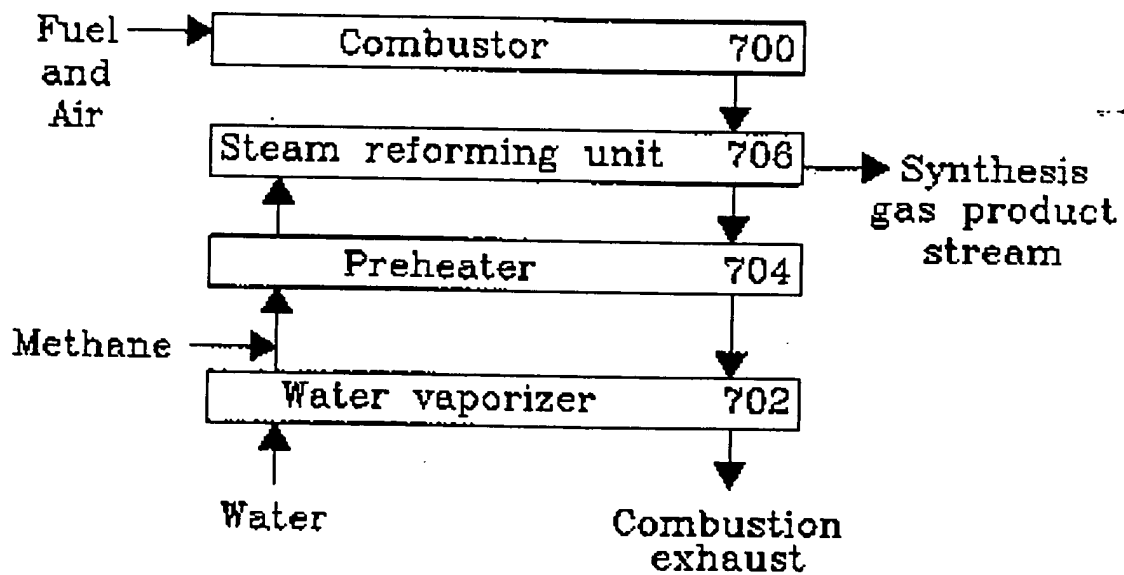 Fuel
and
Air
Combustor 700
Steam reforming unit 706
Synthesis
gas product
stream
Preheater 704
Methane
Water vaporizer 702
Water
Combustion
exhaust